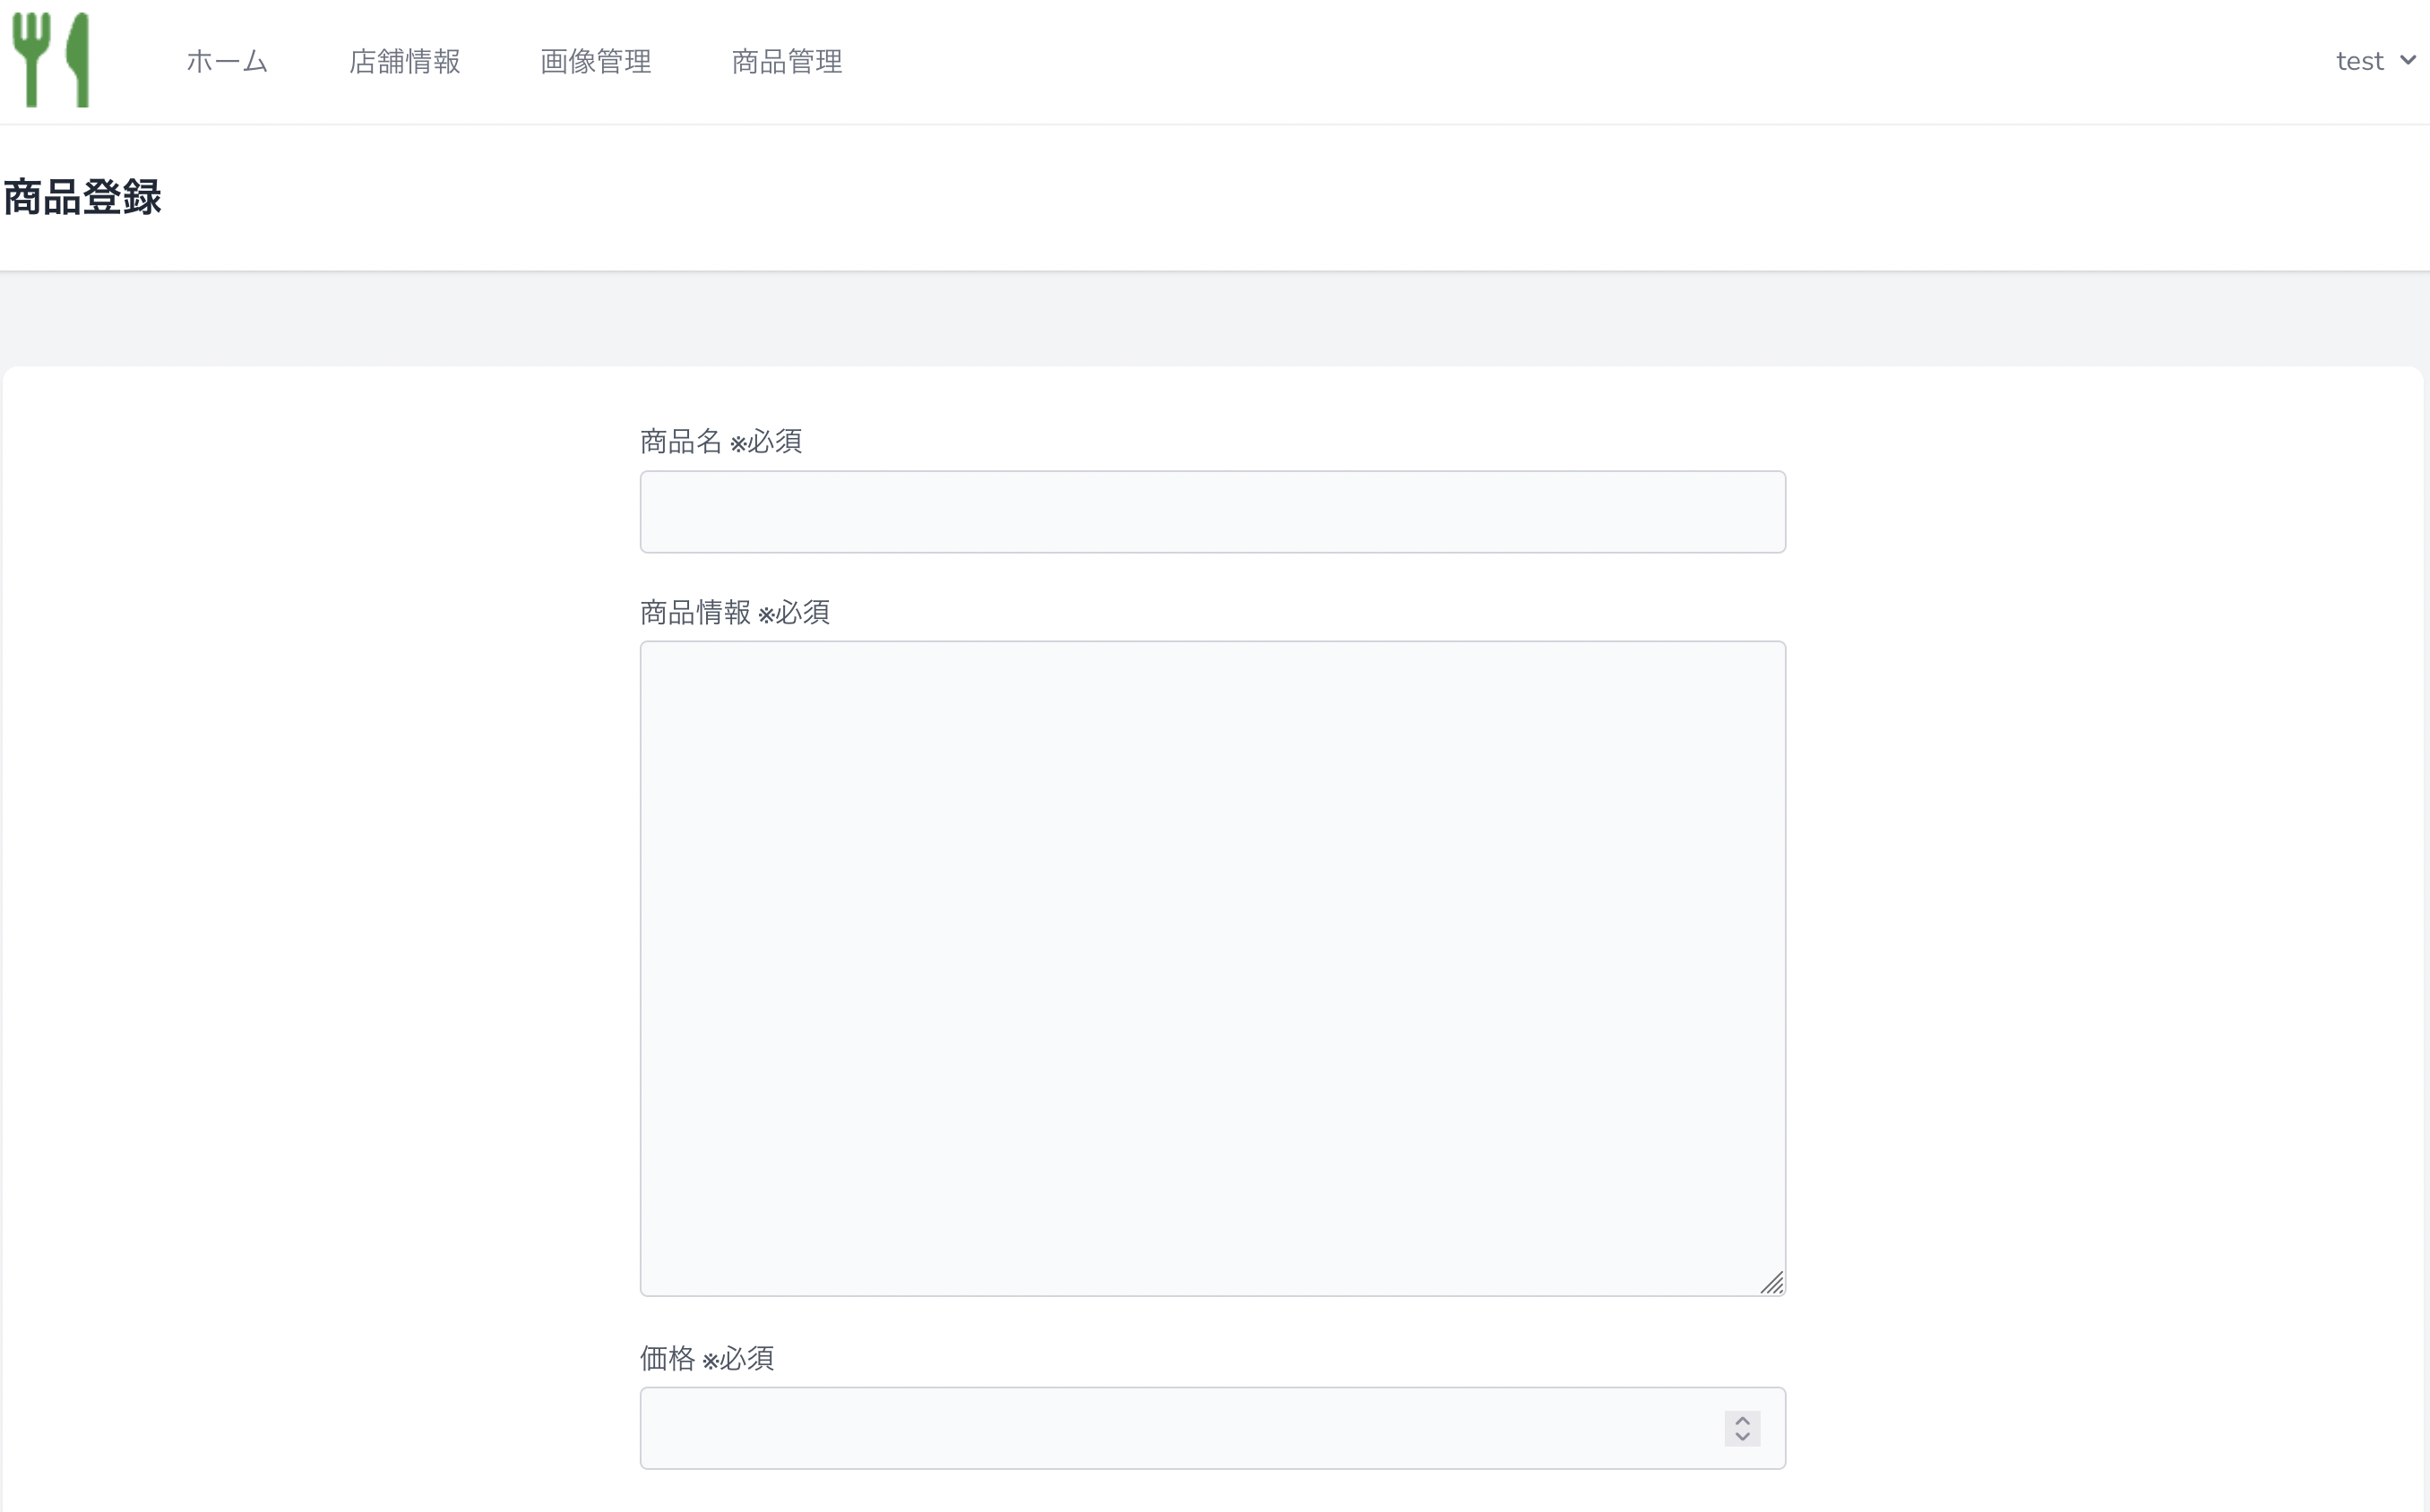 ホーム 店舗情報 画像管理 商品管理 test
商品登録
商品名 ※必須
商品情報 ※必須
価格 ※必須